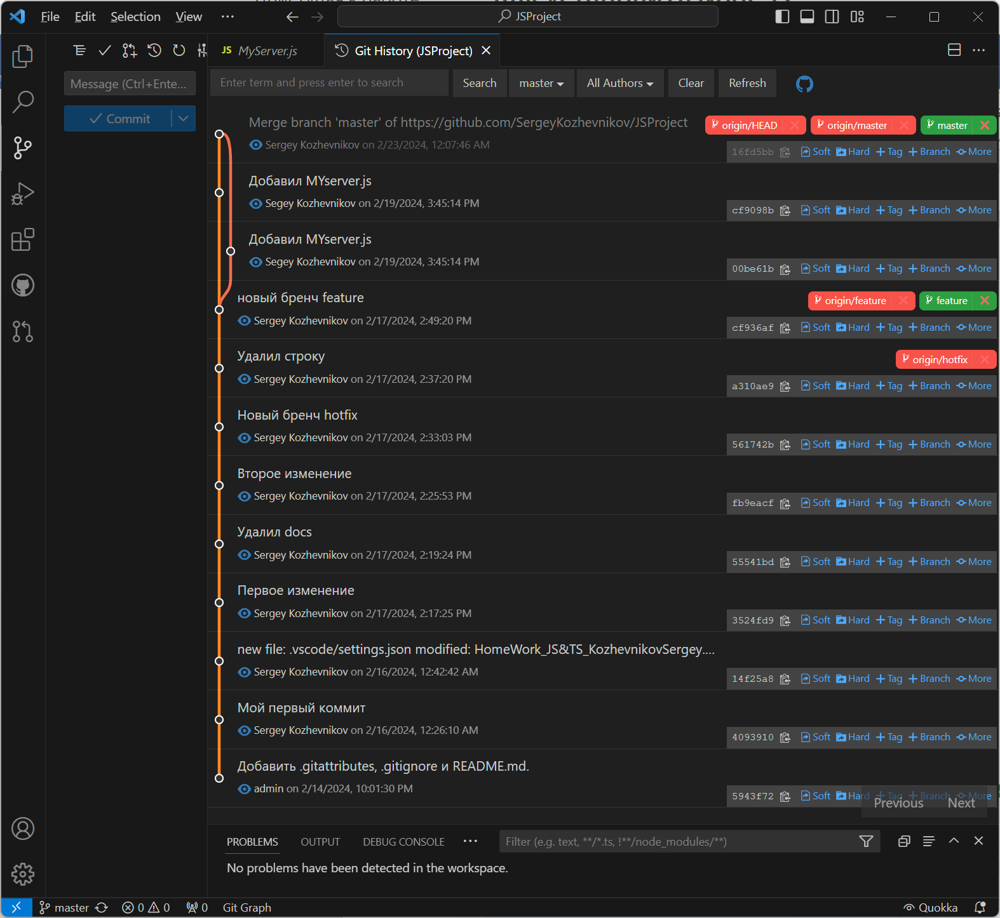 File Edit Selection View ··· JSProject
JS MyServer.js Git History (JSProject)
Message (Ctrl+Ente...
Commit
Enter term and press enter to search Search master All Authors Clear Refresh
Merge branch 'master' of https://github.com/SergeyKozhevnikov/JSProject origin/HEAD origin/master master
Sergey Kozhevnikov on 2/23/2024, 12:07:46 AM
16fd5bb Soft Hard Tag Branch More
Добавил MYserver.js
Segey Kozhevnikov on 2/19/2024, 3:45:14 PM
cf9098b Soft Hard Tag Branch More
Добавил MYserver.js
Segey Kozhevnikov on 2/19/2024, 3:45:14 PM
00be61b Soft Hard Tag Branch More
новый бренч feature origin/feature feature
Sergey Kozhevnikov on 2/17/2024, 2:49:20 PM
cf936af Soft Hard Tag Branch More
Удалил строку origin/hotfix
Sergey Kozhevnikov on 2/17/2024, 2:37:20 PM
a310ae9 Soft Hard Tag Branch More
Новый бренч hotfix
Sergey Kozhevnikov on 2/17/2024, 2:33:03 PM
561742b Soft Hard Tag Branch More
Второе изменение
Sergey Kozhevnikov on 2/17/2024, 2:25:53 PM
fb9eacf Soft Hard Tag Branch More
Удалил docs
Sergey Kozhevnikov on 2/17/2024, 2:19:24 PM
55541bd Soft Hard Tag Branch More
Первое изменение
Sergey Kozhevnikov on 2/17/2024, 2:17:25 PM
3524fd9 Soft Hard Tag Branch More
new file: .vscode/settings.json modified: HomeWork_JS&TS_KozhevnikovSergey....
Sergey Kozhevnikov on 2/16/2024, 12:42:42 AM
14f25a8 Soft Hard Tag Branch More
Мой первый коммит
Sergey Kozhevnikov on 2/16/2024, 12:26:10 AM
4093910 Soft Hard Tag Branch More
Добавить .gitattributes, .gitignore и README.md.
admin on 2/14/2024, 10:01:30 PM
5943f72 Soft Hard Tag Branch More
Previous Next
PROBLEMS OUTPUT DEBUG CONSOLE ··· Filter (e.g. text, **/*.ts, !**/node_modules/**)
No problems have been detected in the workspace.
master 0 0 0 Git Graph Quokka